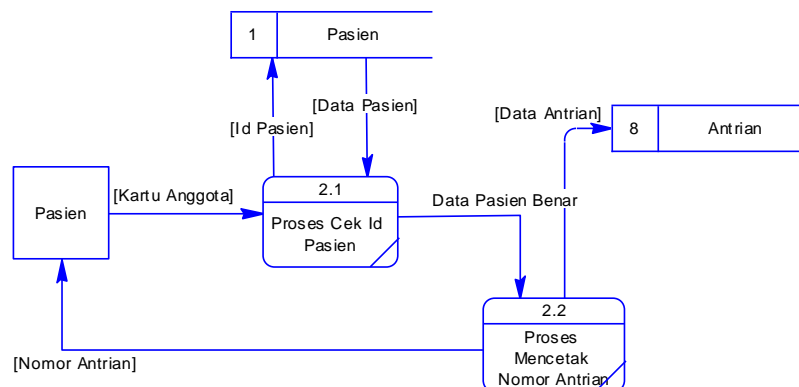 1
Pasien
[Id Pasien]
[Data Pasien]
[Data Antrian]
8
Antrian
Pasien
[Kartu Anggota]
2.1
Proses Cek Id
Pasien
Data Pasien Benar
2.2
Proses
Mencetak
Nomor Antrian
[Nomor Antrian]